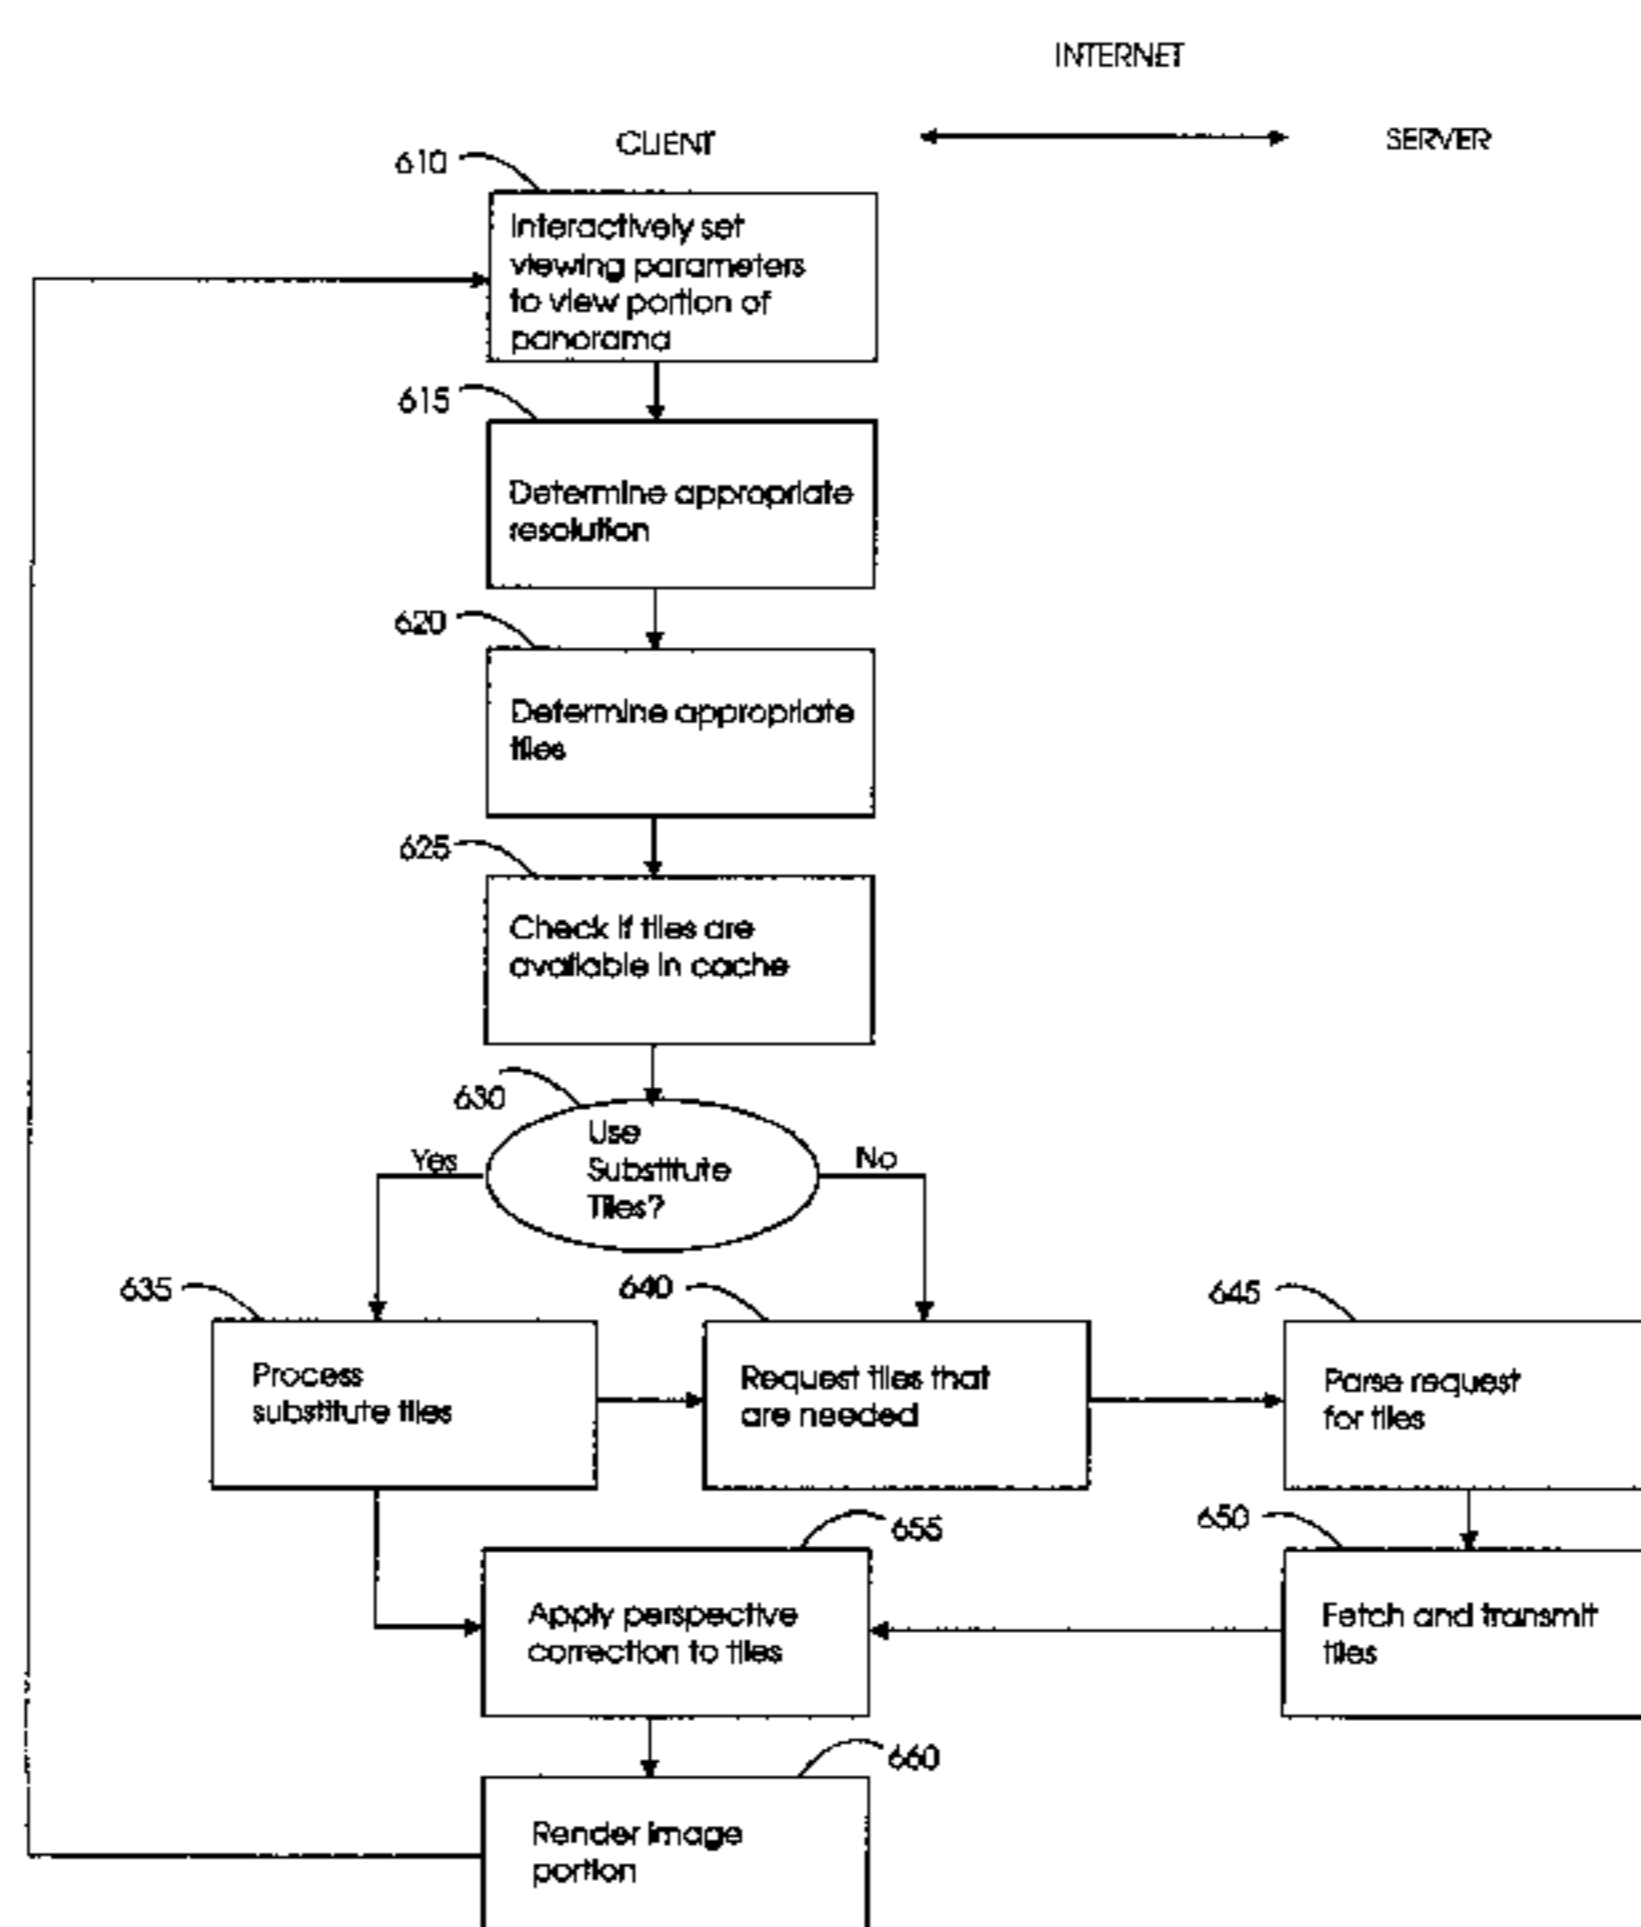 INTERNET
CLIENT
SERVER
610
Interactively set
viewing parameters
to view portion of
panorama
615
Determine appropriate
resolution
620
Determine appropriate
tiles
625
Check if tiles are
available in cache
630
Use
Substitute
Tiles?
Yes
No
635
Process
substitute tiles
640
Request tiles that
are needed
645
Parse request
for tiles
655
Apply perspective
correction to tiles
650
Fetch and transmit
tiles
660
Render image
portion